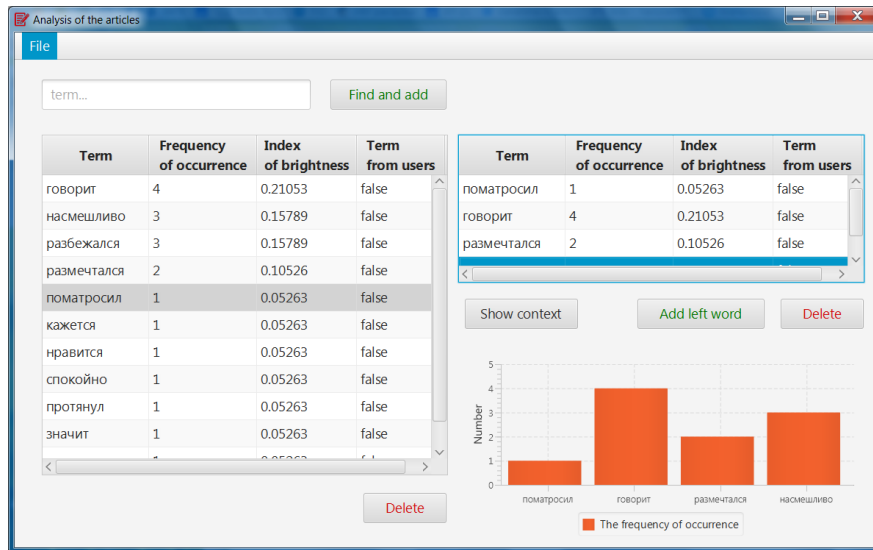 Analysis of the articles
File
term...
Find and add
Term Frequency of occurrence Index of brightness Term from users
говорит 4 0.21053 false
насмешливо 3 0.15789 false
разбежался 3 0.15789 false
размечтался 2 0.10526 false
поматросил 1 0.05263 false
кажется 1 0.05263 false
нравится 1 0.05263 false
спокойно 1 0.05263 false
протянул 1 0.05263 false
значит 1 0.05263 false
Delete
Term Frequency of occurrence Index of brightness Term from users
поматросил 1 0.05263 false
говорит 4 0.21053 false
размечтался 2 0.10526 false
Show context
Add left word
Delete
Number
5
4
3
2
1
0
поматросил говорит размечтался насмешливо
The frequency of occurrence